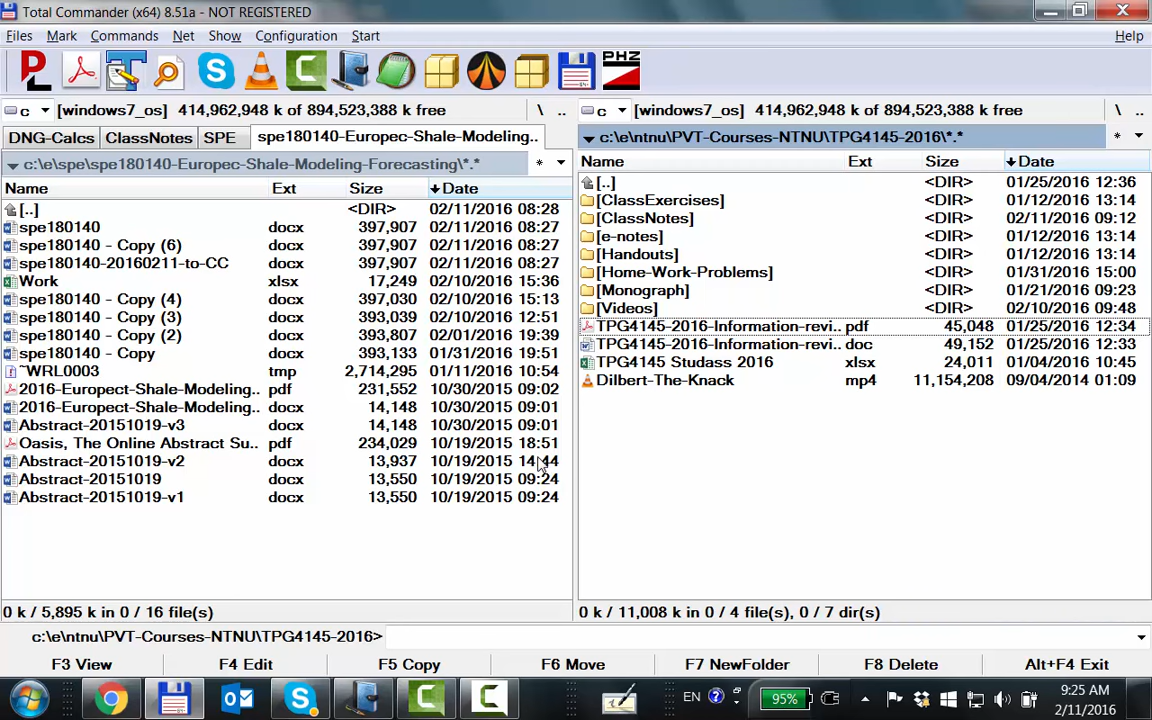 Total Commander (x64) 8.51a - NOT REGISTERED
Files Mark Commands Net Show Configuration Start Help
PHZ
c [windows7_os] 414,962,948 k of 894,523,388 k free \ ..
c [windows7_os] 414,962,948 k of 894,523,388 k free \ ..
DNG-Calcs ClassNotes SPE spe180140-Europec-Shale-Modeling..
c:\e\spe\spe180140-Europec-Shale-Modeling-Forecasting\*.* *
Name Ext Size Date
[..] <DIR> 02/11/2016 08:28
spe180140 docx 397,907 02/11/2016 08:27
spe180140 - Copy (6) docx 397,907 02/11/2016 08:27
spe180140-20160211-to-CC docx 397,907 02/11/2016 08:27
Work xlsx 17,249 02/10/2016 15:36
spe180140 - Copy (4) docx 397,030 02/10/2016 15:13
spe180140 - Copy (3) docx 393,039 02/10/2016 12:51
spe180140 - Copy (2) docx 393,807 02/01/2016 19:39
spe180140 - Copy docx 393,133 01/31/2016 19:51
~WRL0003 tmp 2,714,295 01/11/2016 10:54
2016-Europect-Shale-Modeling.. pdf 231,552 10/30/2015 09:02
2016-Europect-Shale-Modeling.. docx 14,148 10/30/2015 09:01
Abstract-20151019-v3 docx 14,148 10/30/2015 09:01
Oasis, The Online Abstract Su.. pdf 234,029 10/19/2015 18:51
Abstract-20151019-v2 docx 13,937 10/19/2015 14:44
Abstract-20151019 docx 13,550 10/19/2015 09:24
Abstract-20151019-v1 docx 13,550 10/19/2015 09:24
0 k / 5,895 k in 0 / 16 file(s)
c:\e\ntnu\PVT-Courses-NTNU\TPG4145-2016\*.* *
Name Ext Size Date
[..] <DIR> 01/25/2016 12:36
[ClassExercises] <DIR> 01/12/2016 13:14
[ClassNotes] <DIR> 02/11/2016 09:12
[e-notes] <DIR> 01/12/2016 13:14
[Handouts] <DIR> 01/12/2016 13:14
[Home-Work-Problems] <DIR> 01/31/2016 15:00
[Monograph] <DIR> 01/21/2016 09:23
[Videos] <DIR> 02/10/2016 09:48
TPG4145-2016-Information-revi.. pdf 45,048 01/25/2016 12:34
TPG4145-2016-Information-revi.. doc 49,152 01/25/2016 12:33
TPG4145 Studass 2016 xlsx 24,011 01/04/2016 10:45
Dilbert-The-Knack mp4 11,154,208 09/04/2014 01:09
0 k / 11,008 k in 0 / 4 file(s), 0 / 7 dir(s)
c:\e\ntnu\PVT-Courses-NTNU\TPG4145-2016>
F3 View F4 Edit F5 Copy F6 Move F7 NewFolder F8 Delete Alt+F4 Exit
EN 95% 9:25 AM
2/11/2016